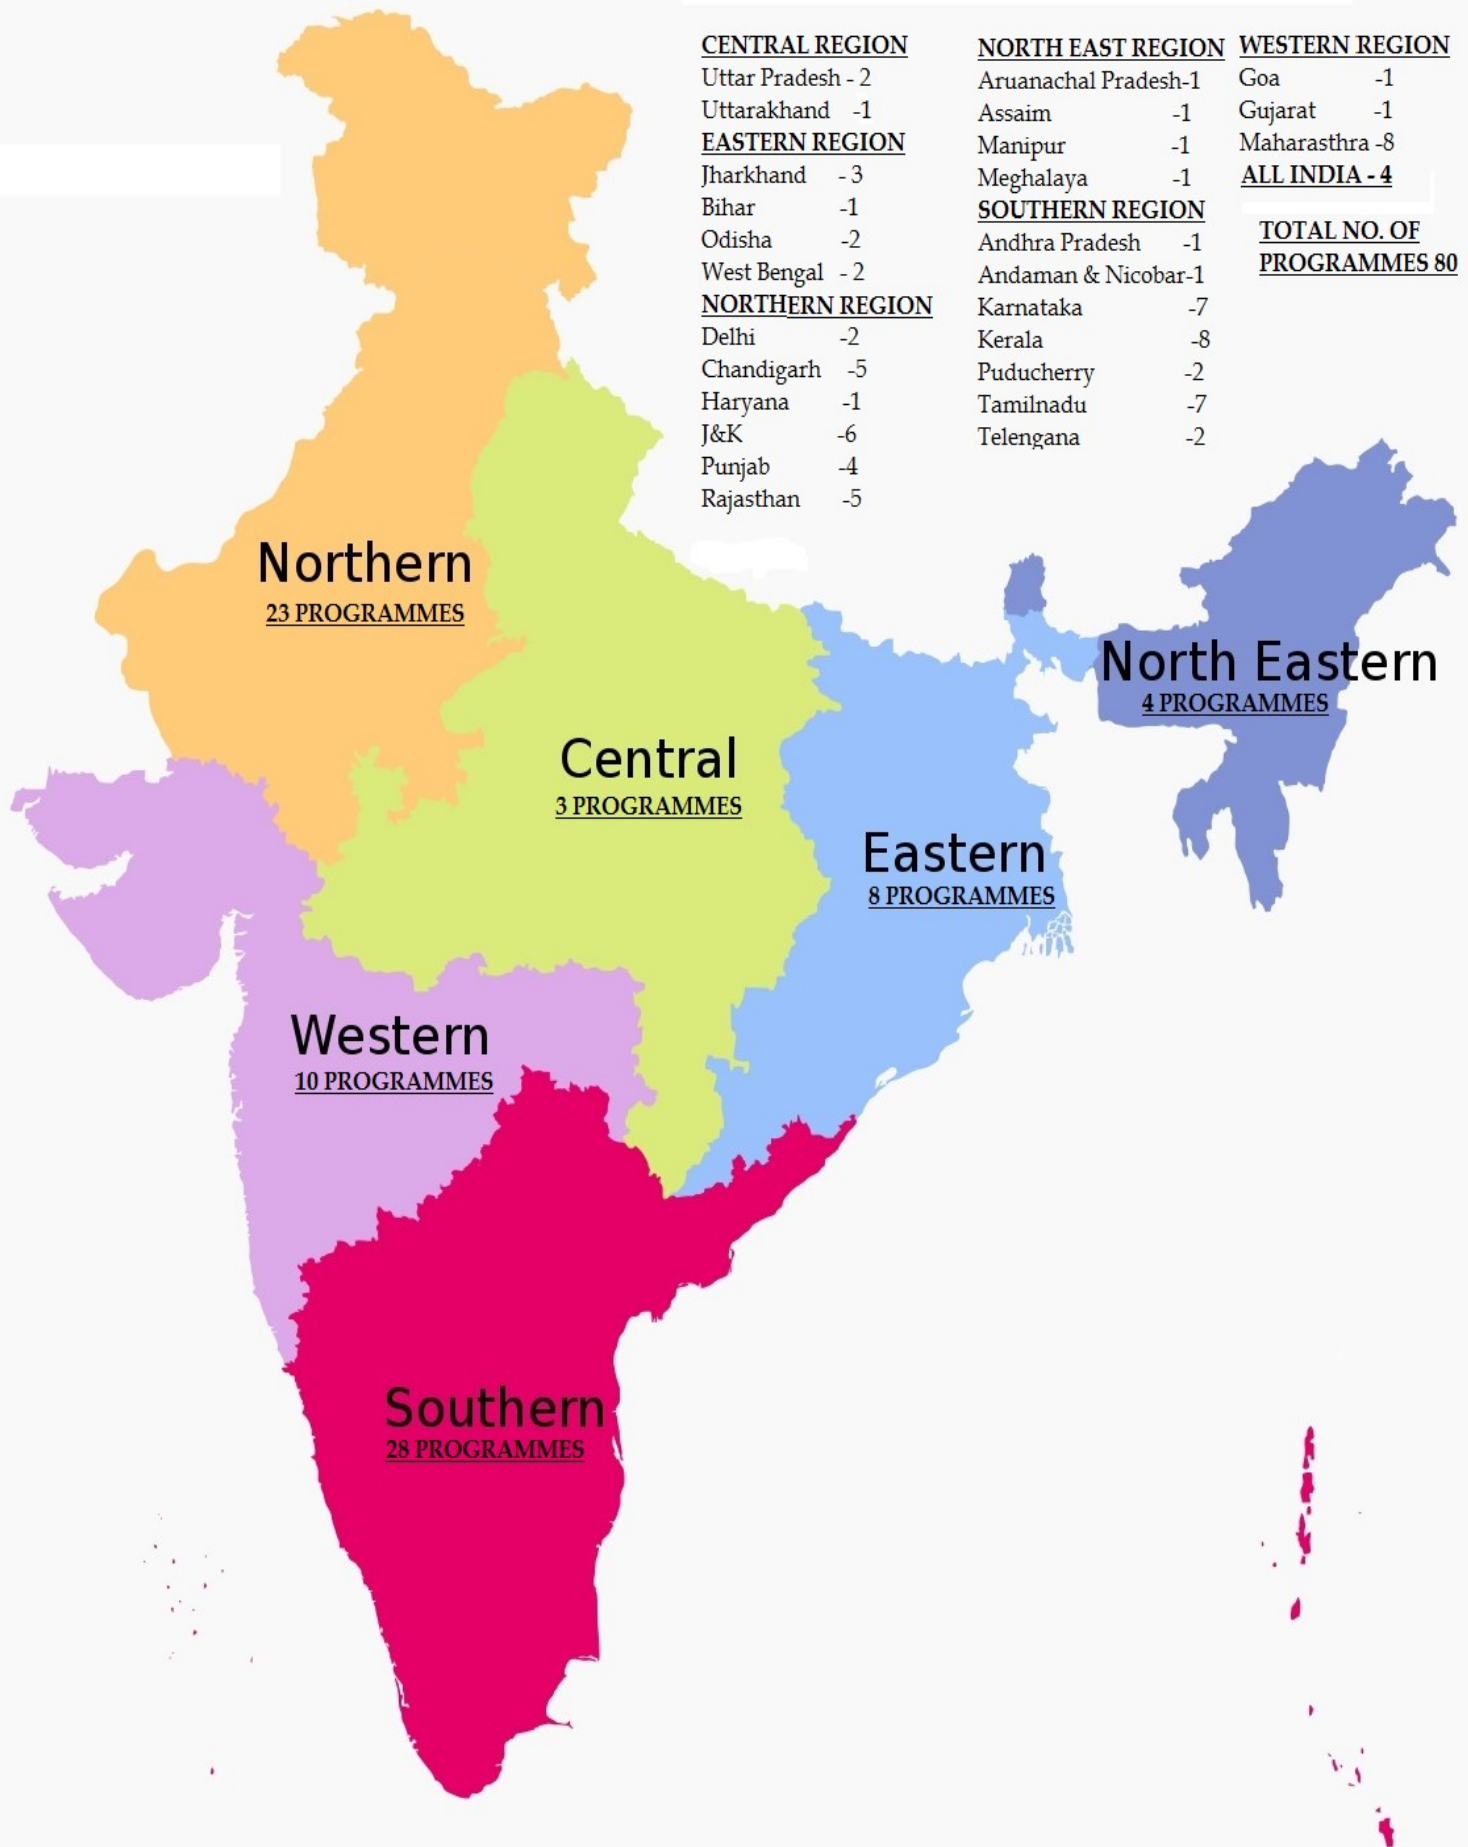 CENTRAL REGION
Uttar Pradesh - 2
Uttarakhand -1
EASTERN REGION
Jharkhand - 3
Bihar -1
Odisha -2
West Bengal - 2
NORTHERN REGION
Delhi -2
Chandigarh -5
Haryana -1
J&K -6
Punjab -4
Rajasthan -5
NORTH EAST REGION
Aruanachal Pradesh-1
Assaim -1
Manipur -1
Meghalaya -1
SOUTHERN REGION
Andhra Pradesh -1
Andaman & Nicobar-1
Karnataka -7
Kerala -8
Puducherry -2
Tamilnadu -7
Telengana -2
WESTERN REGION
Goa -1
Gujarat -1
Maharasthra -8
ALL INDIA - 4
TOTAL NO. OF
PROGRAMMES 80
Northern
23 PROGRAMMES
North Eastern
4 PROGRAMMES
Central
3 PROGRAMMES
Eastern
8 PROGRAMMES
Western
10 PROGRAMMES
Southern
28 PROGRAMMES